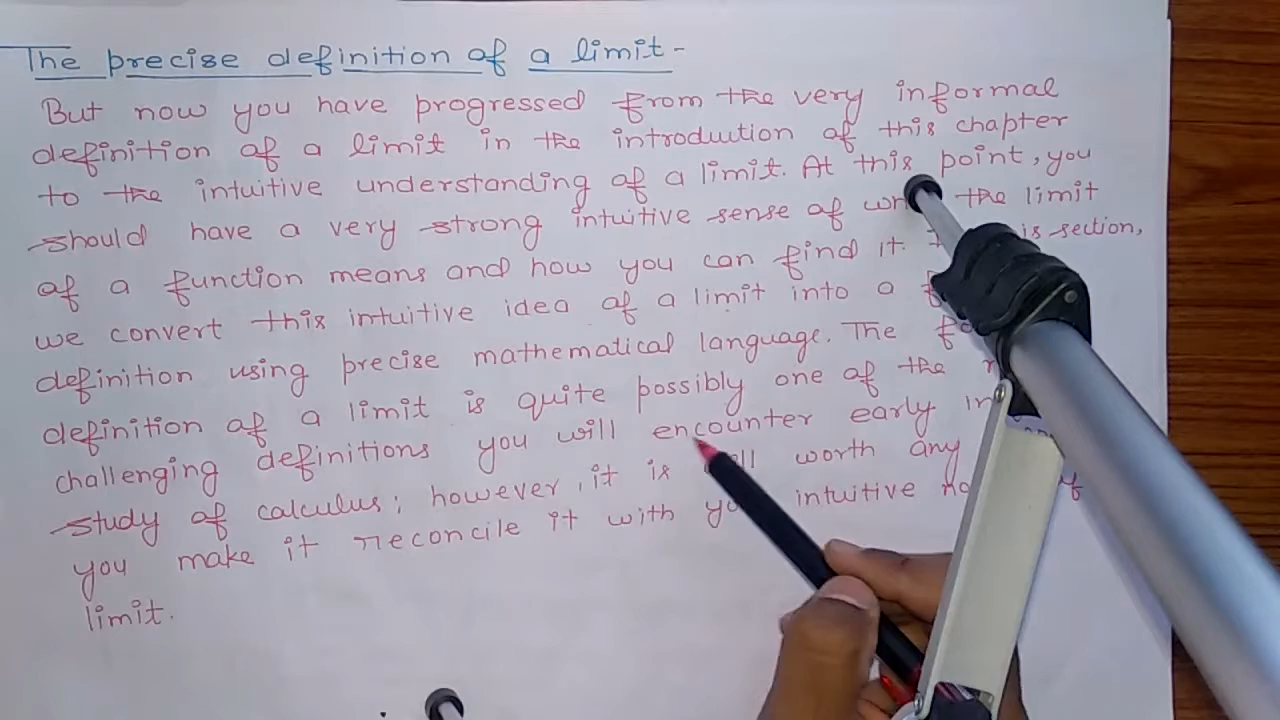 The precise definition of a limit -
But now you have progressed from the very informal
definition of a limit in the introduction of this chapter
to the intuitive understanding of a limit. At this point, you
should have a very strong intuitive sense of the limit
of a function means and how you can find it. is section,
we convert this intuitive idea of a limit into a
definition using precise mathematical language. The
definition of a limit is quite possibly one of the
challenging definitions you will encounter early in
study of calculus; however, it is well worth any
you make it reconcile it with intuitive
limit.